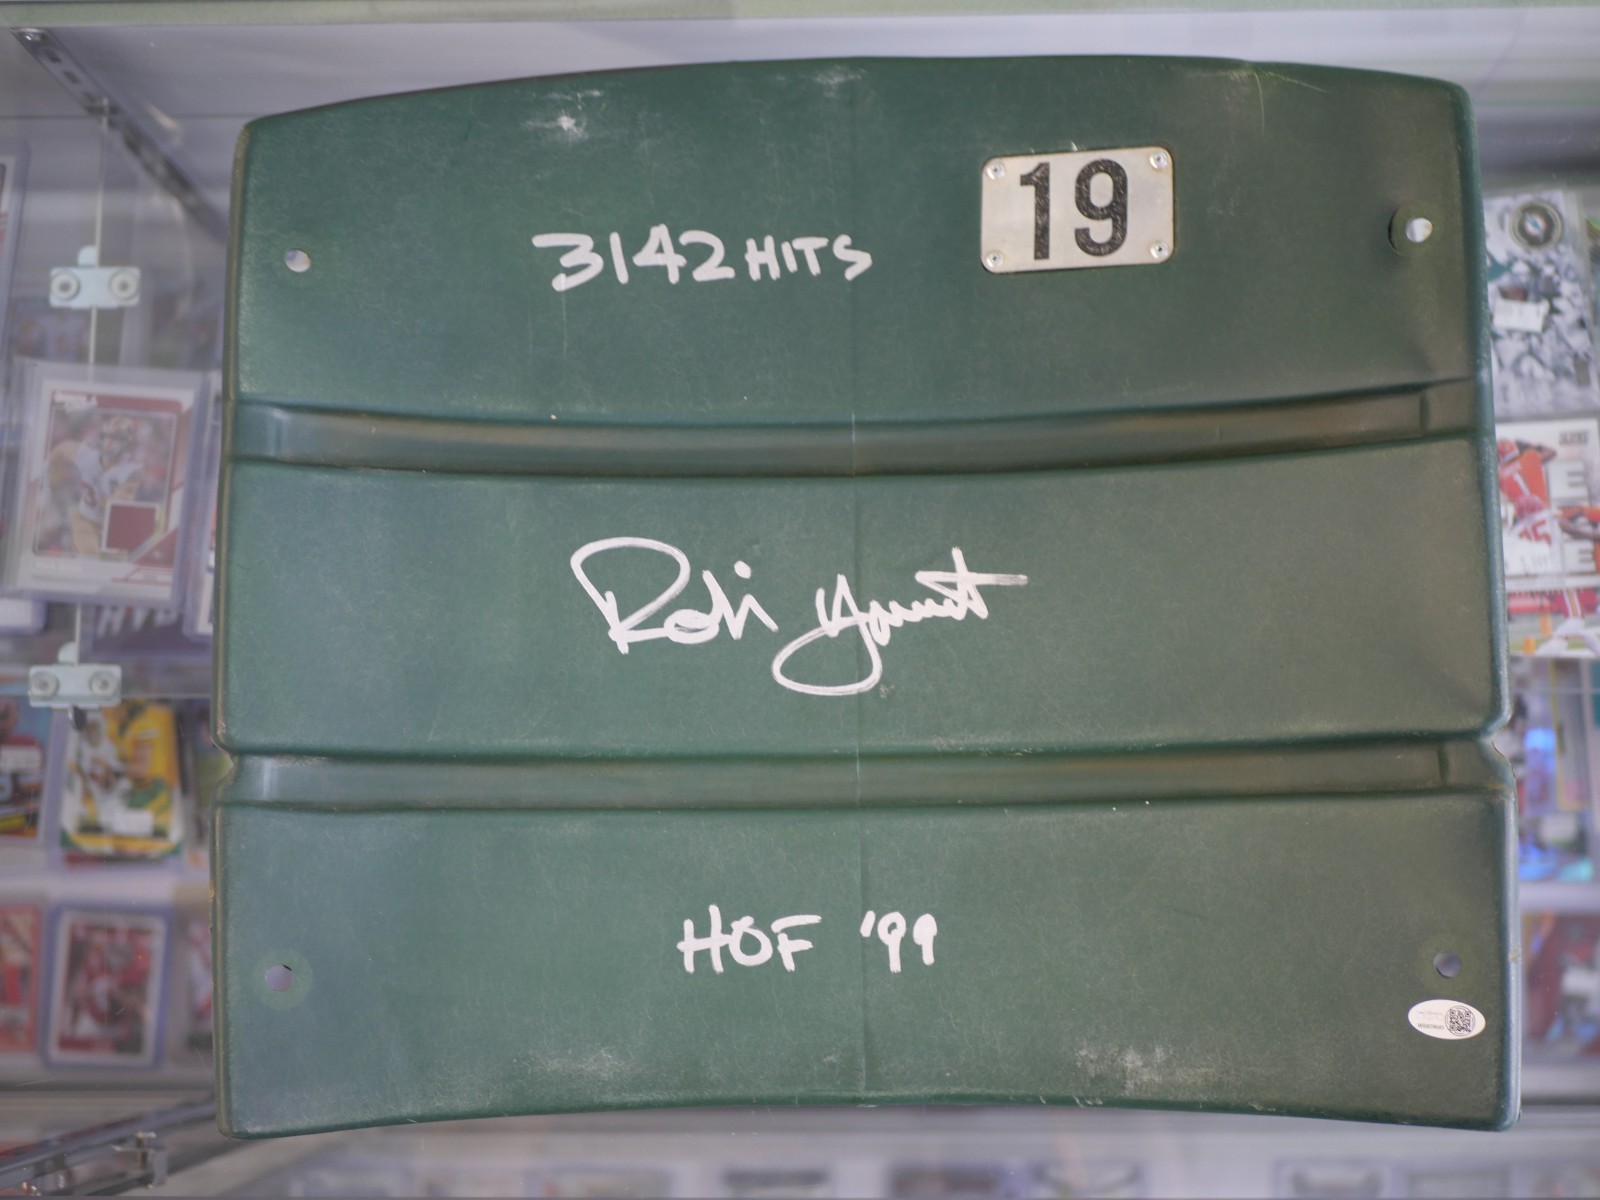 19
3142 HITS
Robin Yount
HOF '99